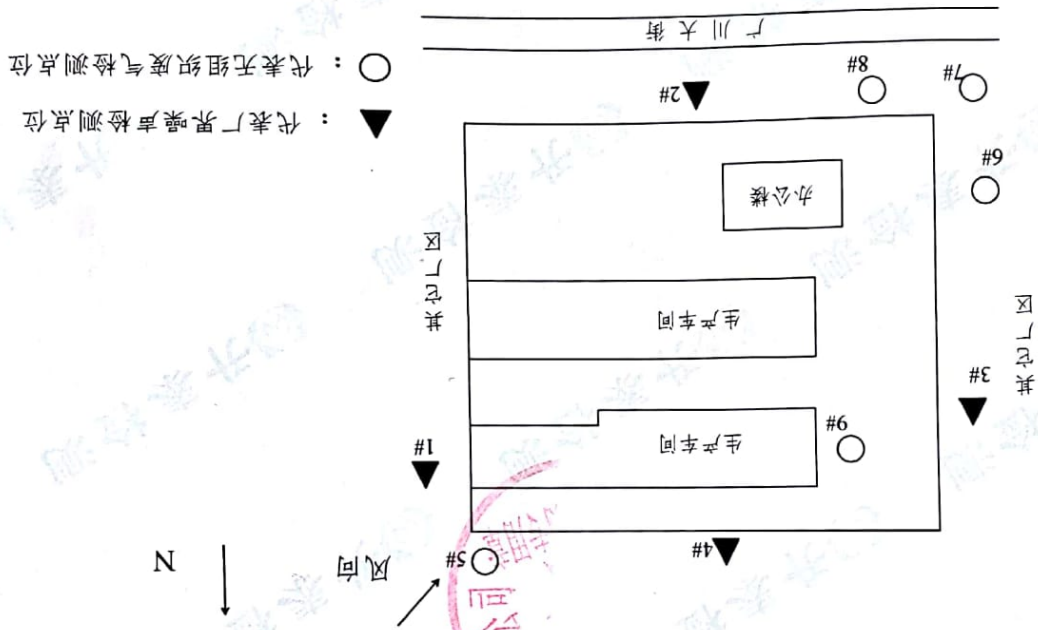 风向
N
5#
4#
9#
生产车间
1#
3#
其它厂区
生产车间
其它厂区
办公楼
6#
7#
8#
2#
▲：代表厂界噪声检测点位
○：代表无组织废气检测点位
广川大街